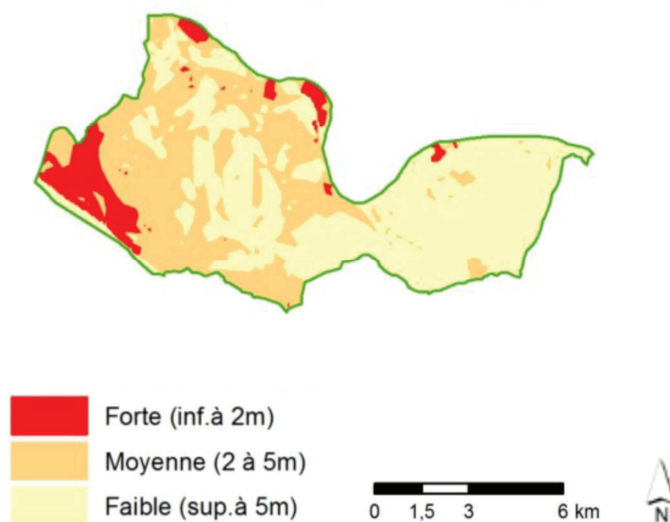 Forte (inf.à 2m)
Moyenne (2 à 5m)
Faible (sup.à 5m)
0 1,5 3 6 km
N